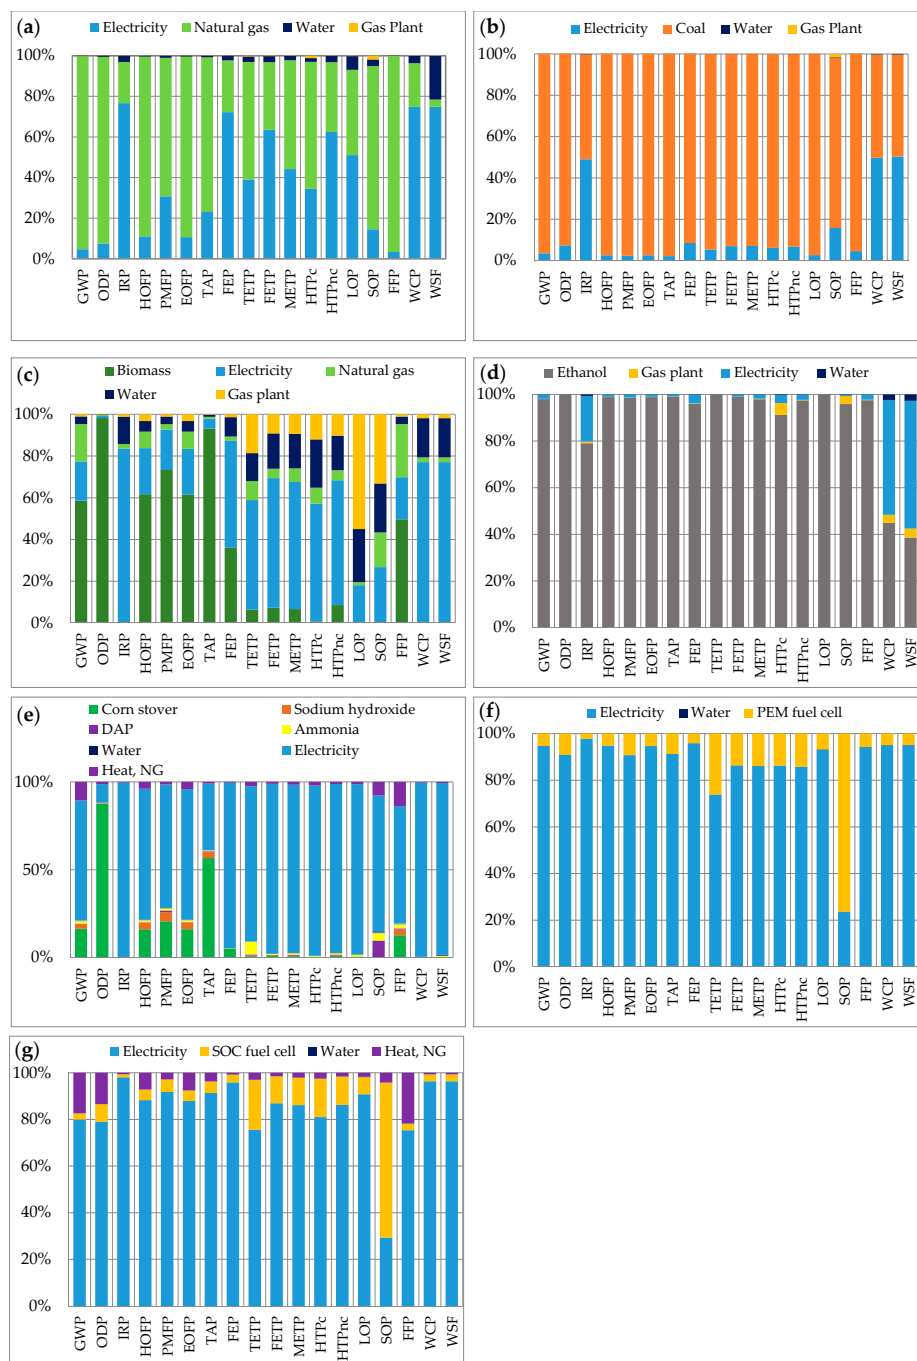 (a)
Electricity Natural gas Water Gas Plant
100%
80%
60%
40%
20%
0%
GWP ODP IRP HOFP PMFP EOFP TAP FEP TETP FETP METP HTPc HTPnc LOP SOP FFP WCP WSF
(b)
Electricity Coal Water Gas Plant
100%
80%
60%
40%
20%
0%
GWP ODP IRP HOFP PMFP EOFP TAP FEP TETP FETP METP HTPc HTPnc LOP SOP FFP WCP WSF
(c)
Biomass Electricity Natural gas
Water Gas plant
100%
80%
60%
40%
20%
0%
GWP ODP IRP HOFP PMFP EOFP TAP FEP TETP FETP METP HTPc HTPnc LOP SOP FFP WCP WSF
(d)
Ethanol Gas plant Electricity Water
100%
80%
60%
40%
20%
0%
GWP ODP IRP HOFP PMFP EOFP TAP FEP TETP FETP METP HTPc HTPnc LOP SOP FFP WCP WSF
(e)
Corn stover Sodium hydroxide
DAP Ammonia
Water Electricity
Heat, NG
100%
50%
0%
GWP ODP IRP HOFP PMFP EOFP TAP FEP TETP FETP METP HTPc HTPnc LOP SOP FFP WCP WSF
(f)
Electricity Water PEM fuel cell
100%
80%
60%
40%
20%
0%
GWP ODP IRP HOFP PMFP EOFP TAP FEP TETP FETP METP HTPc HTPnc LOP SOP FFP WCP WSF
(g)
Electricity SOC fuel cell Water Heat, NG
100%
80%
60%
40%
20%
0%
GWP ODP IRP HOFP PMFP EOFP TAP FEP TETP FETP METP HTPc HTPnc LOP SOP FFP WCP WSF